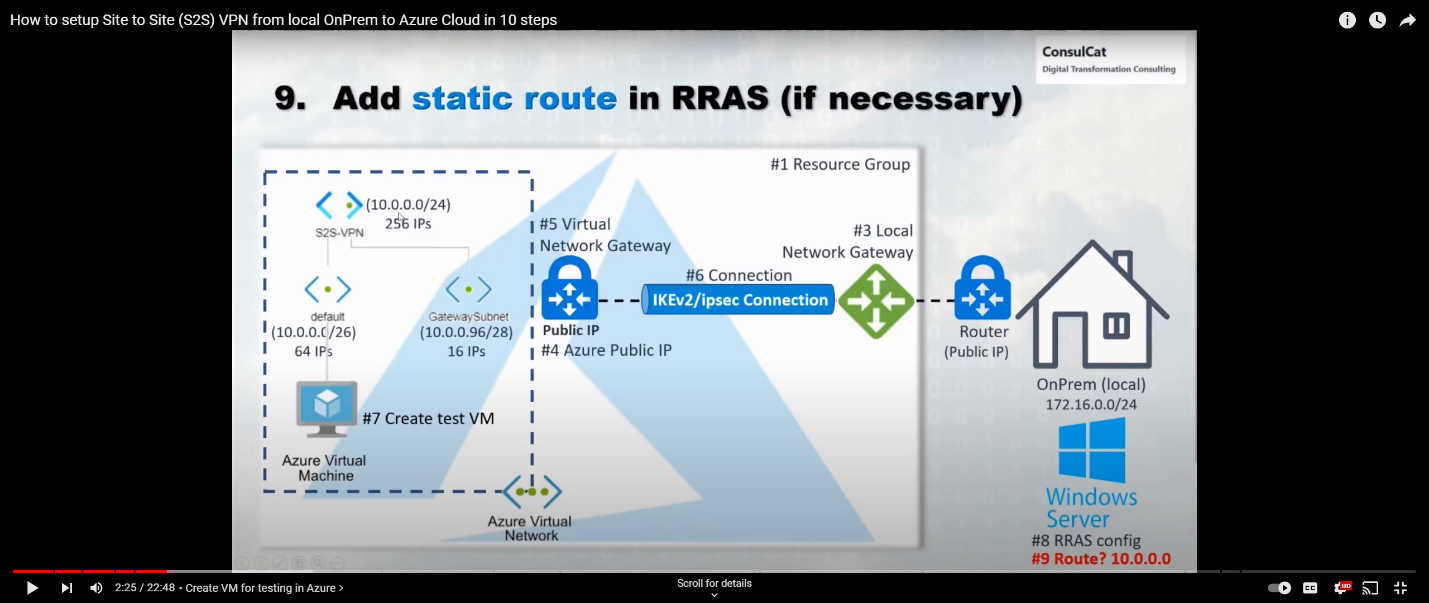 How to setup Site to Site (S2S) VPN from local OnPrem to Azure Cloud in 10 steps
ConsulCat
Digital Transformation Consulting
9. Add static route in RRAS (if necessary)
#1 Resource Group
(10.0.0.0/24)
256 IPs
S2S-VPN
#5 Virtual
Network Gateway
#3 Local
Network Gateway
#6 Connection
IKEv2/ipsec Connection
default
(10.0.0.0/26)
64 IPs
GatewaySubnet
(10.0.0.96/28)
16 IPs
Public IP
#4 Azure Public IP
Router
(Public IP)
OnPrem (local)
172.16.0.0/24
#7 Create test VM
Azure Virtual
Machine
Azure Virtual
Network
Windows
Server
#8 RRAS config
#9 Route? 10.0.0.0
2:25 / 22:48 • Create VM for testing in Azure >
Scroll for details
CC
HD